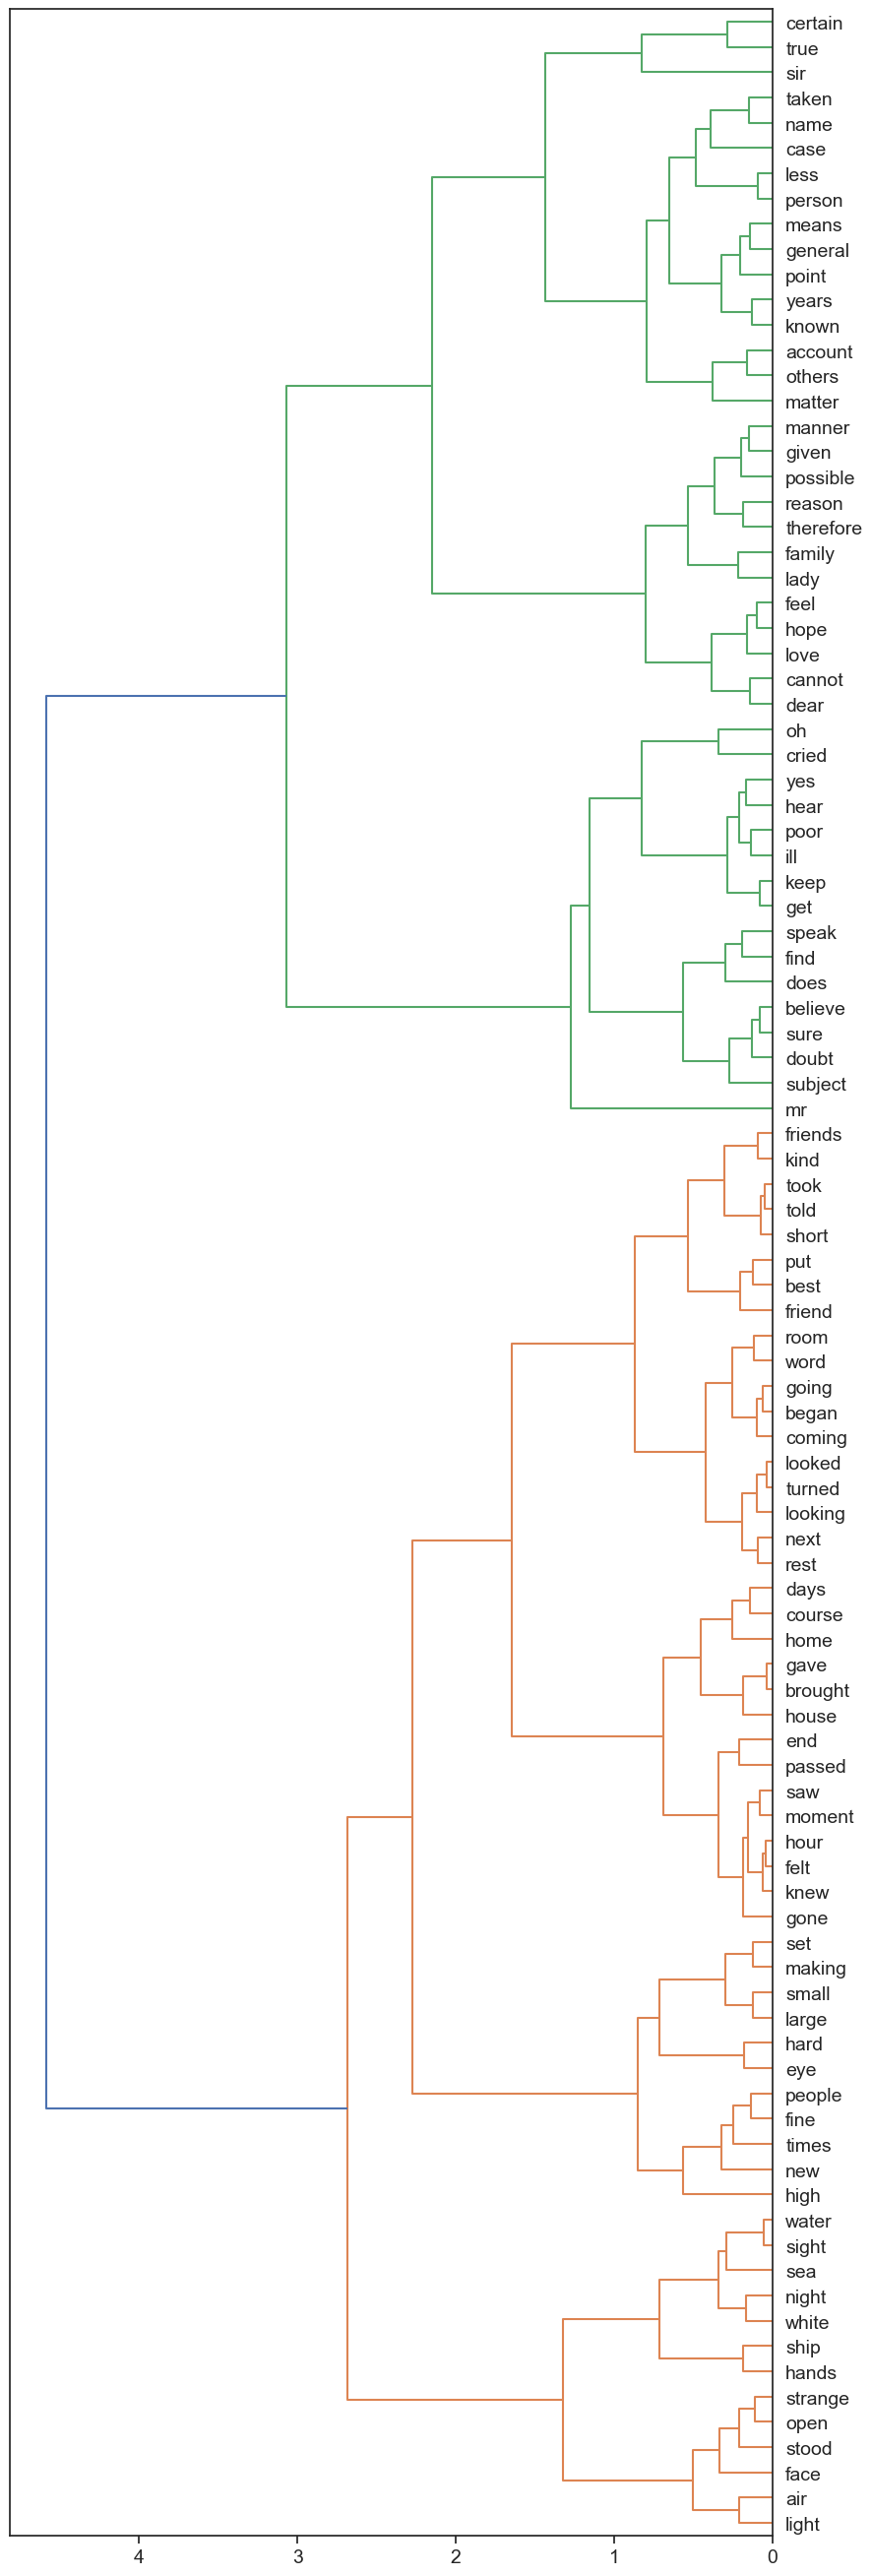 certain
true
sir
taken
name
case
less
person
means
general
point
years
known
account
others
matter
manner
given
possible
reason
therefore
family
lady
feel
hope
love
cannot
dear
oh
cried
yes
hear
poor
ill
keep
get
speak
find
does
believe
sure
doubt
subject
mr
friends
kind
took
told
short
put
best
friend
room
word
going
began
coming
looked
turned
looking
next
rest
days
course
home
gave
brought
house
end
passed
saw
moment
hour
felt
knew
gone
set
making
small
large
hard
eye
people
fine
times
new
high
water
sight
sea
night
white
ship
hands
strange
open
stood
face
air
light
4 3 2 1 0